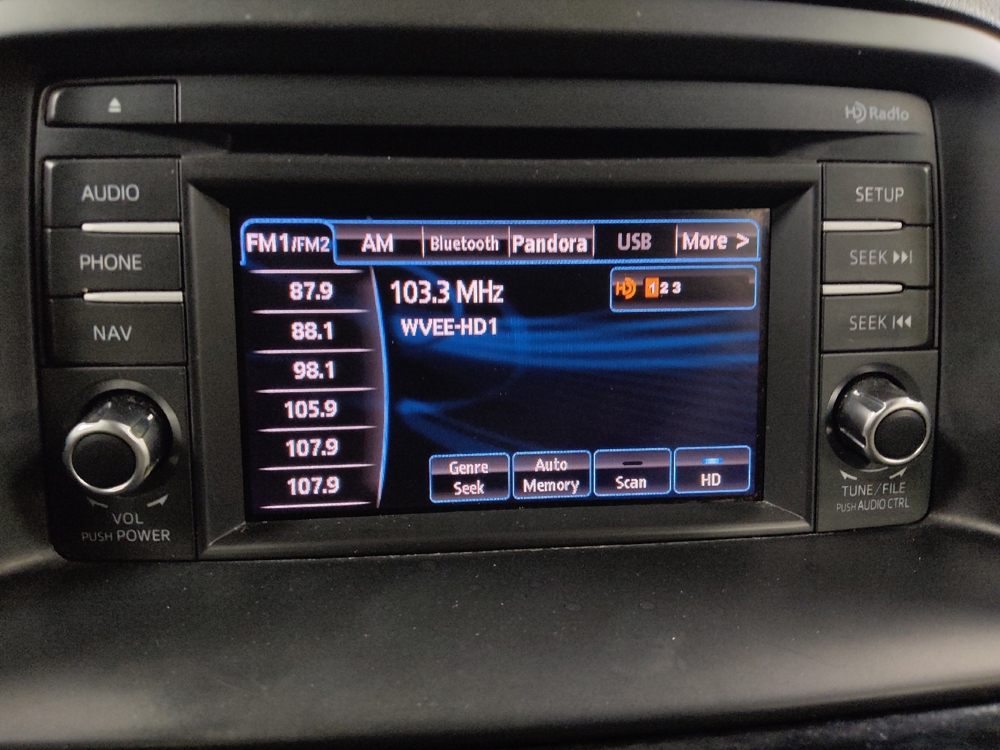 HD Radio
AUDIO
PHONE
NAV
VOL
PUSH POWER
FM1/FM2 AM Bluetooth Pandora USB More >
87.9
88.1
98.1
105.9
107.9
107.9
103.3 MHz
HD 1 2 3
WVEE-HD1
Genre Seek
Auto Memory
Scan
HD
SETUP
SEEK
SEEK
TUNE/FILE
PUSH AUDIO CTRL